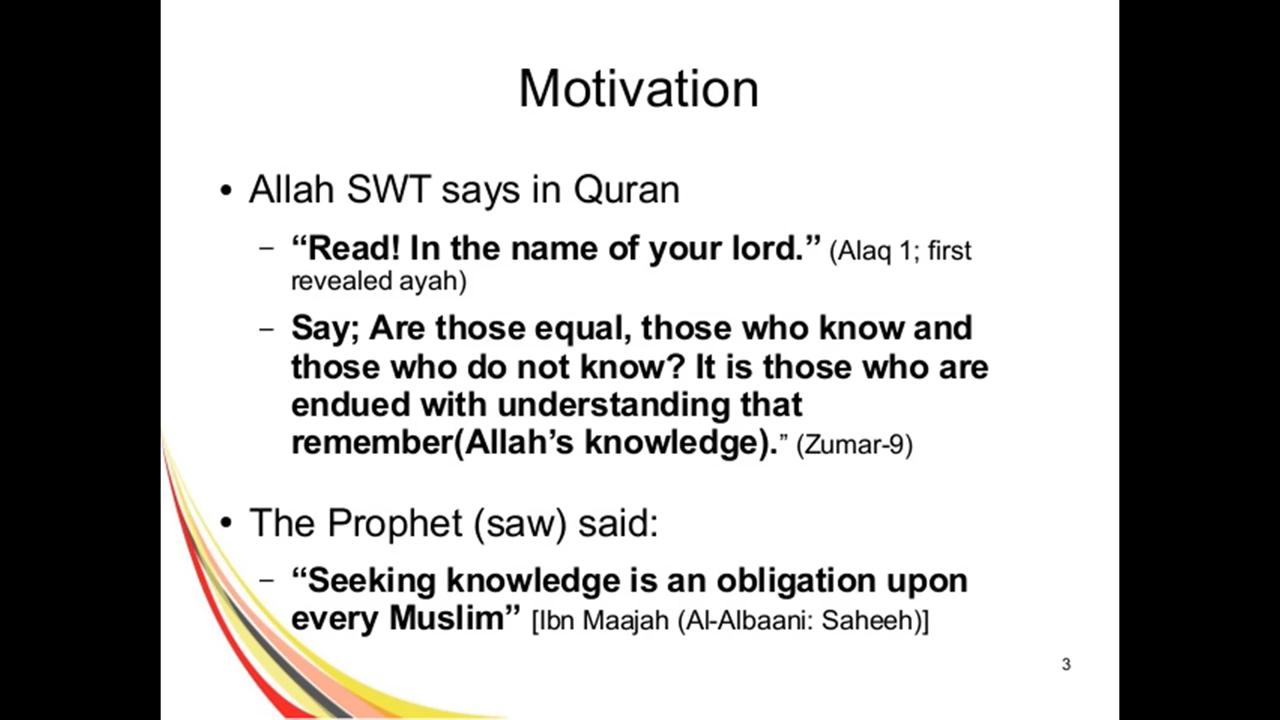 Motivation
• Allah SWT says in Quran
– “Read! In the name of your lord.” (Alaq 1; first
revealed ayah)
– Say; Are those equal, those who know and
those who do not know? It is those who are
endued with understanding that
remember(Allah’s knowledge).” (Zumar-9)
• The Prophet (saw) said:
– “Seeking knowledge is an obligation upon
every Muslim” [Ibn Maajah (Al-Albaani: Saheeh)]
3